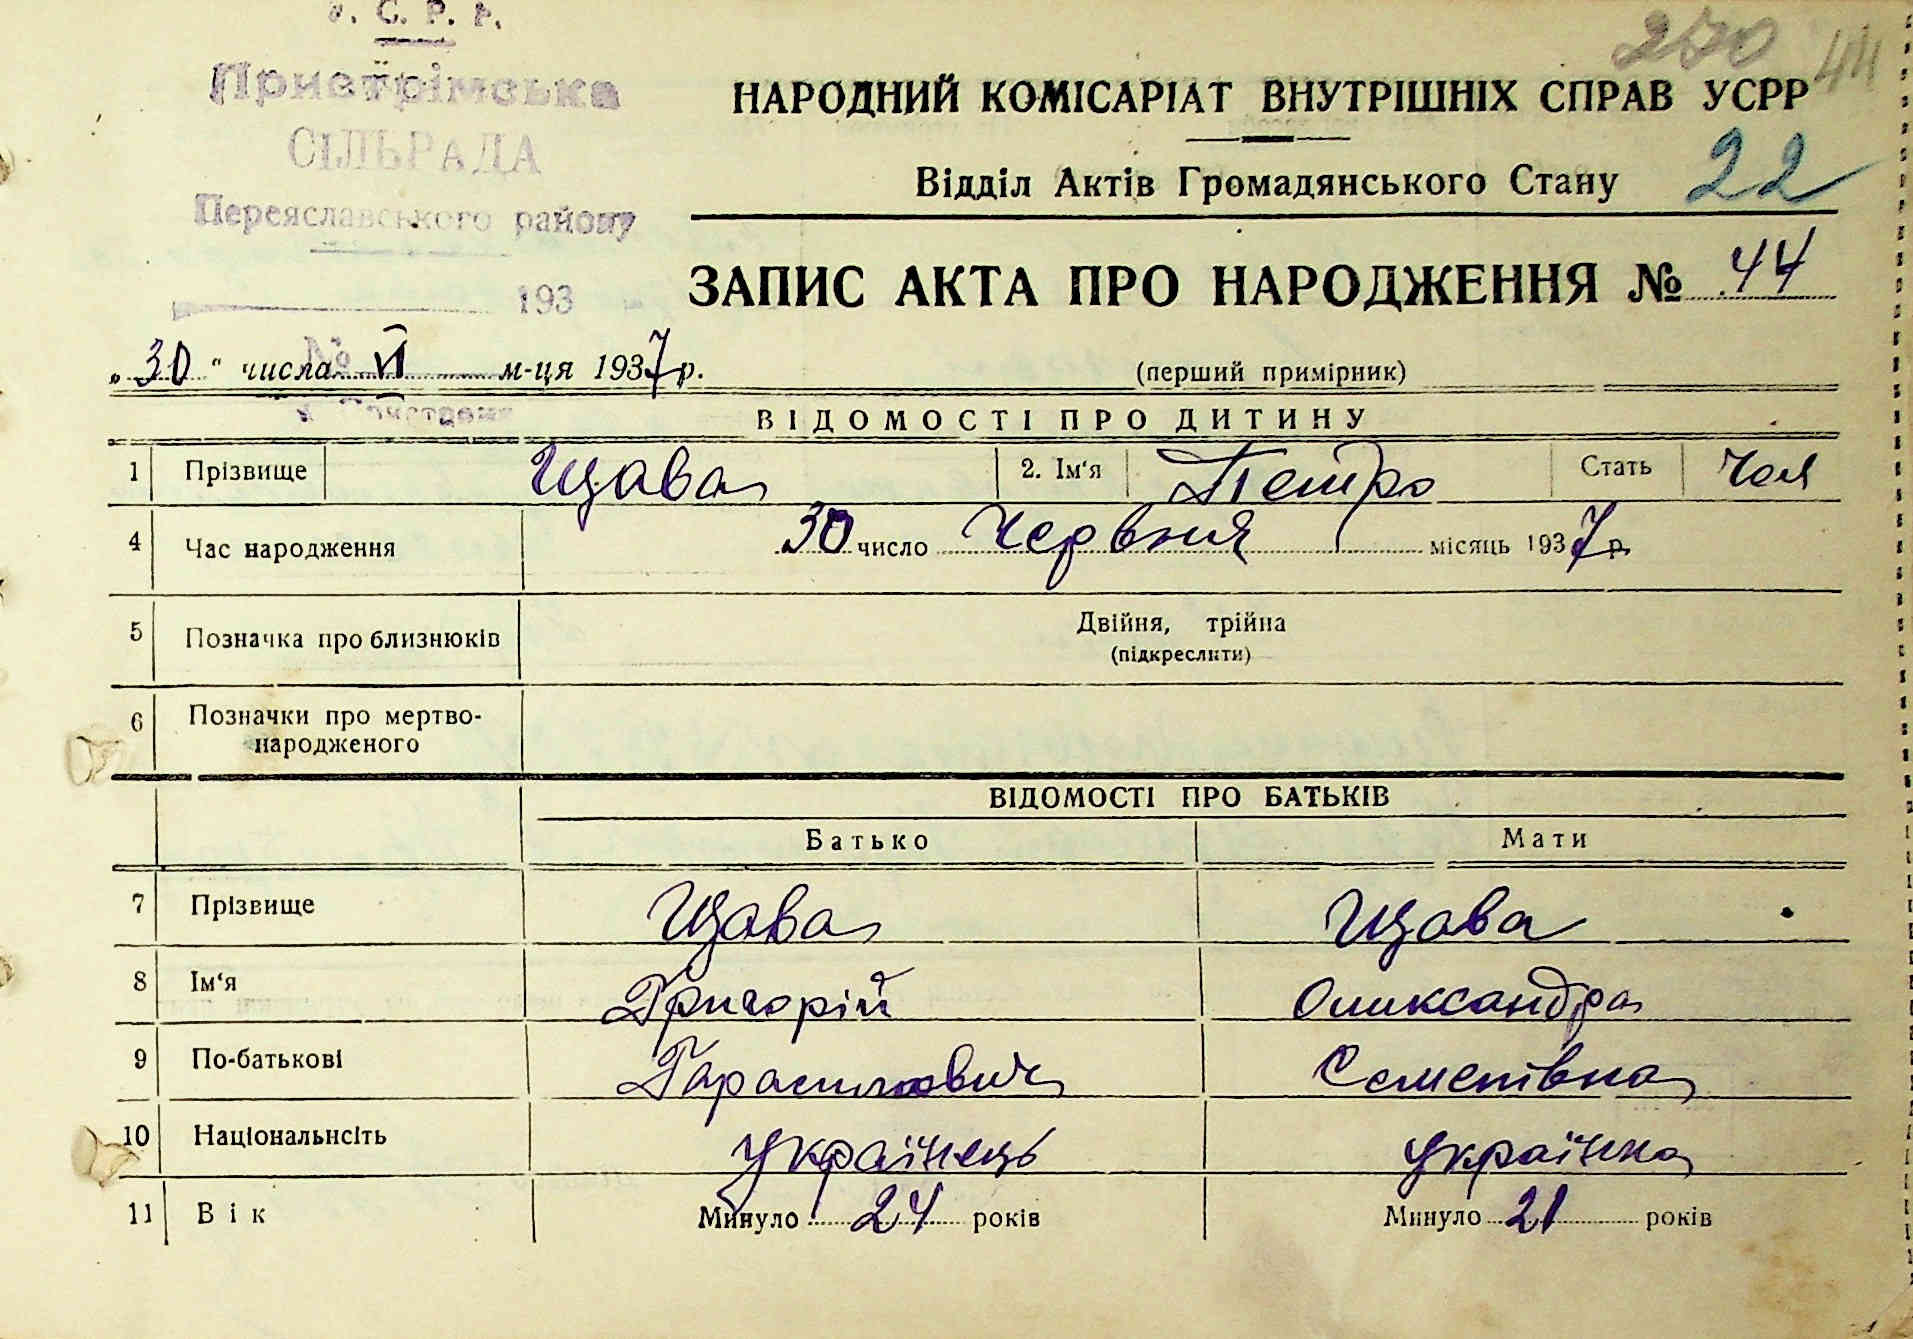 У. С. Р. Р.
Пристрімська
СІЛЬРАДА
Переяславського району
193
№
270 44
НАРОДНИЙ КОМІСАРІАТ ВНУТРІШНІХ СПРАВ УСРР
Відділ Актів Громадянського Стану 22
ЗАПИС АКТА ПРО НАРОДЖЕННЯ № 44
„30“ числа VI м-ця 1937 р. (перший примірник)
ВІДОМОСТІ ПРО ДИТИНУ
1 Прізвище Щава 2. Ім‘я Петро Стать Чол
4 Час народження 30 число Червня місяць 1937 р
5 Позначка про близнюків Двійня, трійна
(підкреслити)
6 Позначки про мертво-
народженого
ВІДОМОСТІ ПРО БАТЬКІВ
Батько Мати
7 Прізвище Щава Щава
8 Ім‘я Григорій Олиександра
9 По-батькові Гарасимович Семенівна
10 Національнсіть українець українка
11 Вік Минуло 24 років Минуло 21 років